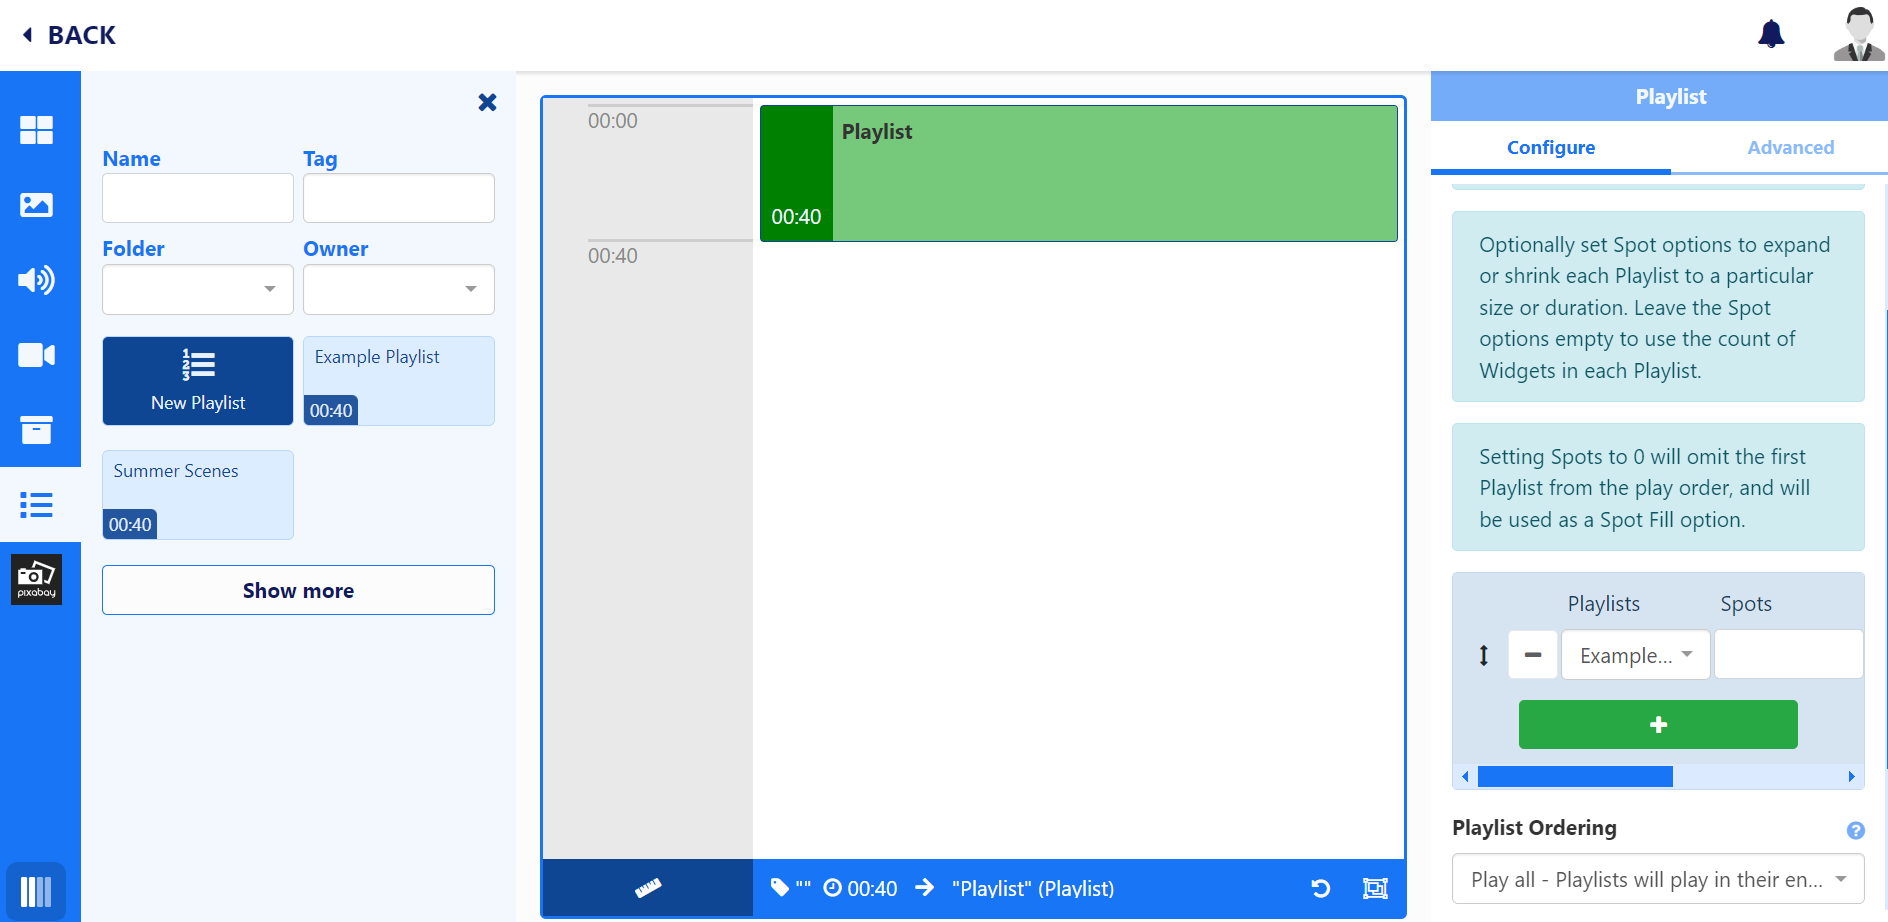 BACK
Name
Tag
Folder
Owner
1
2
3
New Playlist
Example Playlist
00:40
Summer Scenes
00:40
Show more
pixabay
00:00
00:40
Playlist
00:40
"" 00:40 "Playlist" (Playlist)
Playlist
Configure
Advanced
Optionally set Spot options to expand
or shrink each Playlist to a particular
size or duration. Leave the Spot
options empty to use the count of
Widgets in each Playlist.
Setting Spots to 0 will omit the first
Playlist from the play order, and will
be used as a Spot Fill option.
Playlists
Spots
Example...
Playlist Ordering
?
Play all - Playlists will play in their en...